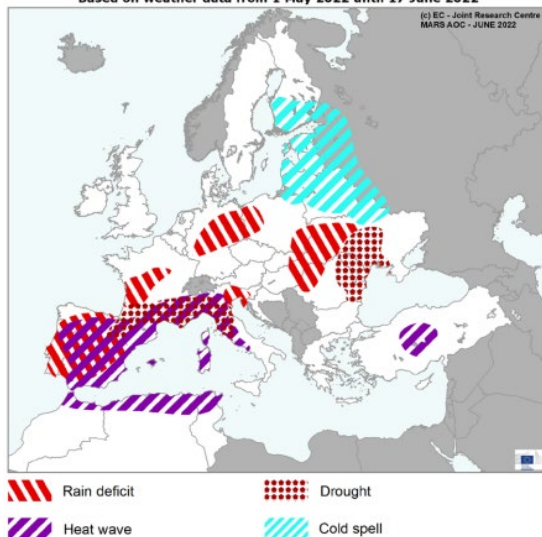 Based on weather data from 1 May 2022 until 17 June 2022
(c) EC - Joint Research Centre
MARS AOC - JUNE 2022
Rain deficit
Drought
Heat wave
Cold spell